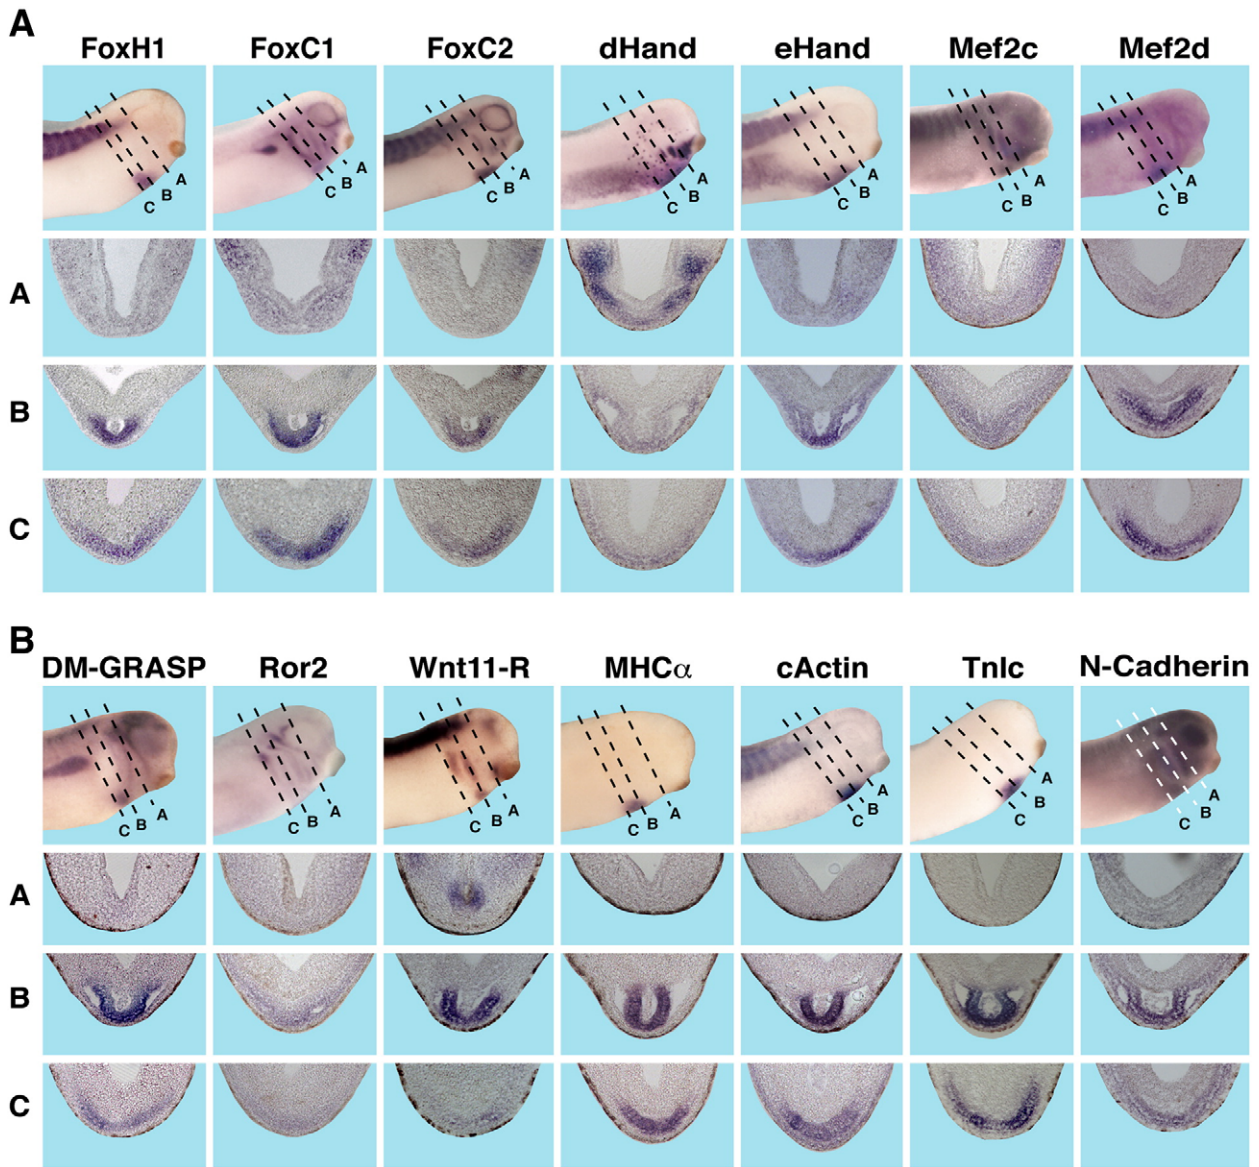 A
FoxH1 FoxC1 FoxC2 dHand eHand Mef2c Mef2d
A B C A B C A B C A B C A B C A B C A B C
A
B
C
B
DM-GRASP Ror2 Wnt11-R MHCα cActin TnIc N-Cadherin
A B C A B C A B C A B C A B C A B C A B C
A
B
C